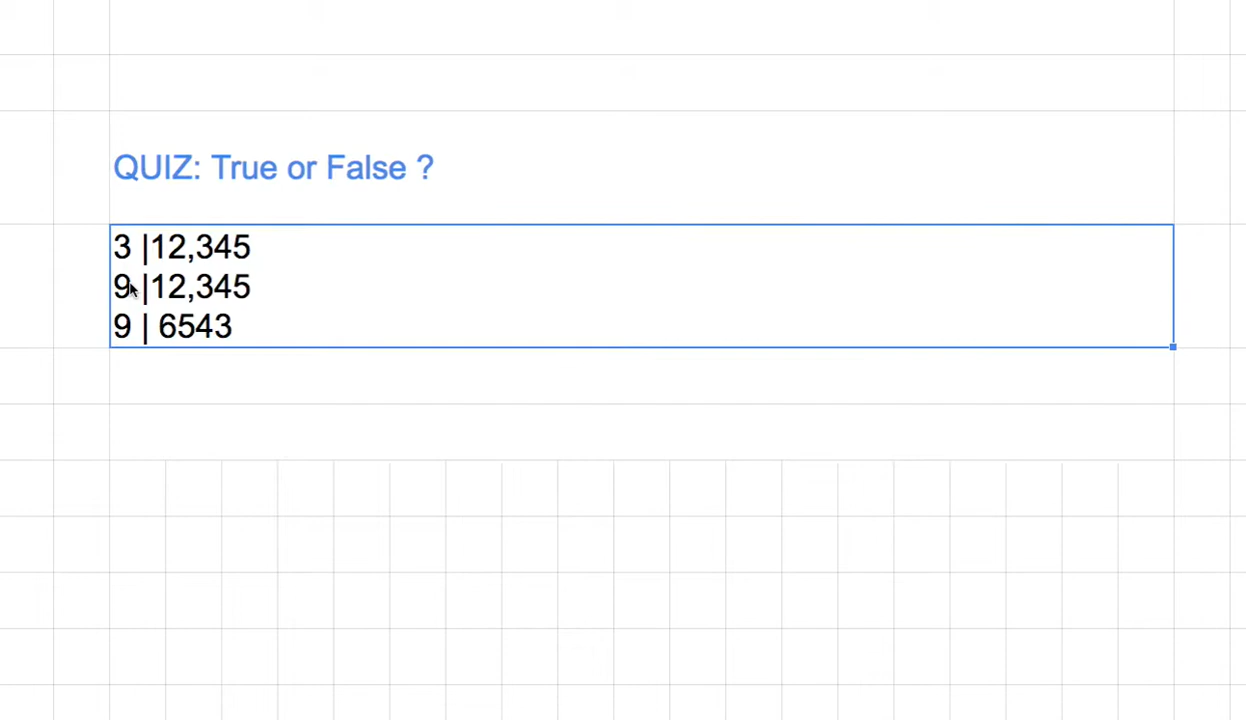 QUIZ: True or False ?
3 |12,345
9 |12,345
9 | 6543